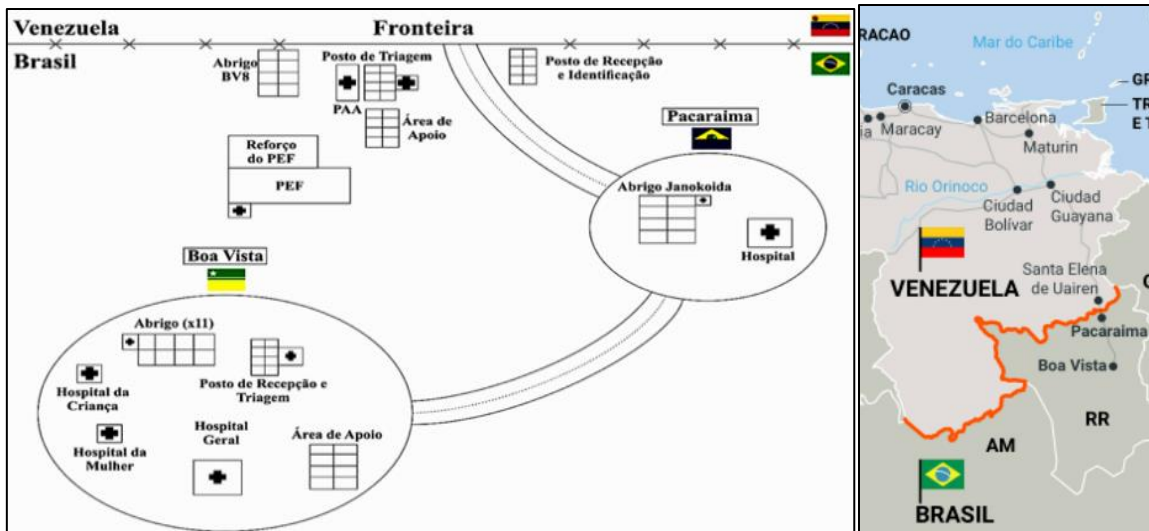 Venezuela
Fronteira
Brasil
Abrigo
BV8
Posto de Triagem
PAA
Área de
Apoio
Posto de Recepção
e Identificação
Reforço
do PEF
PEF
Pacaraima
Abrigo Janokoida
Hospital
Boa Vista
Abrigo (x11)
Hospital da
Criança
Posto de Recepção e
Triagem
Hospital da
Mulher
Hospital
Geral
Área de Apoio
RACAO
Mar do Caribe
GR
TR
E T
Caracas
ia
Maracay
Barcelona
Maturin
Rio Orinoco
Ciudad
Bolívar
Ciudad
Guayana
VENEZUELA
Santa Elena
de Uairen
Pacaraima
Boa Vista
RR
AM
BRASIL